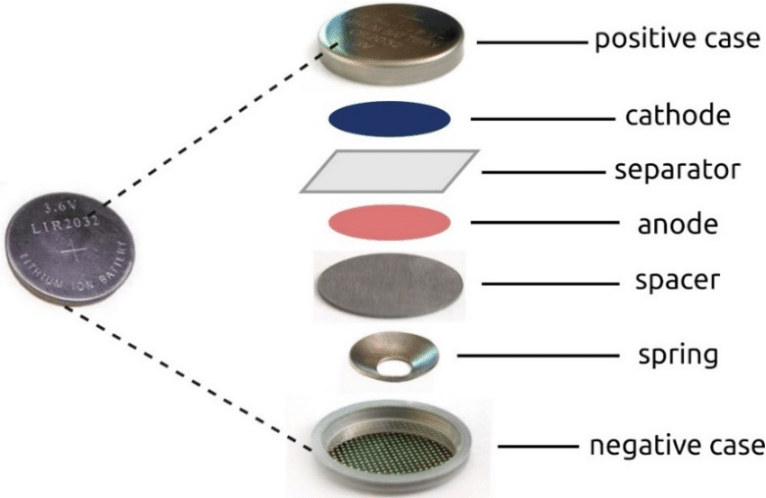 positive case
cathode
separator
anode
spacer
spring
negative case
3.6V
LIR2032
LITHIUM ION BATTERY